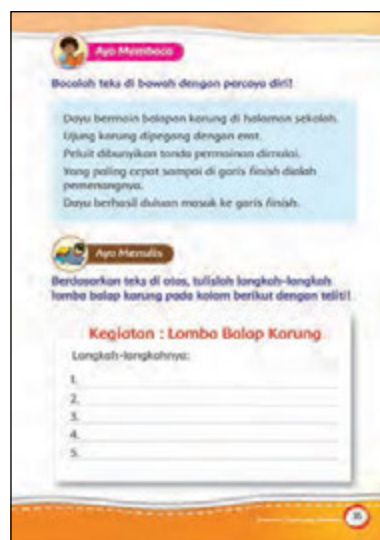 Ayo Membaca
Bacalah teks di bawah dengan percaya diri!
Dayu bermain balapan karung di halaman sekolah.
Ujung karung dipegang dengan erat.
Peluit dibunyikan tanda permainan dimulai.
Yang paling cepat sampai di garis finish dialah
pemenangnya.
Dayu berhasil duluan masuk ke garis finish.
Ayo Menulis
Berdasarkan teks di atas, tulislah langkah-langkah
lomba balap karung pada kolom berikut dengan teliti!
Kegiatan : Lomba Balap Karung
Langkah-langkahnya:
1.
2.
3.
4.
5.